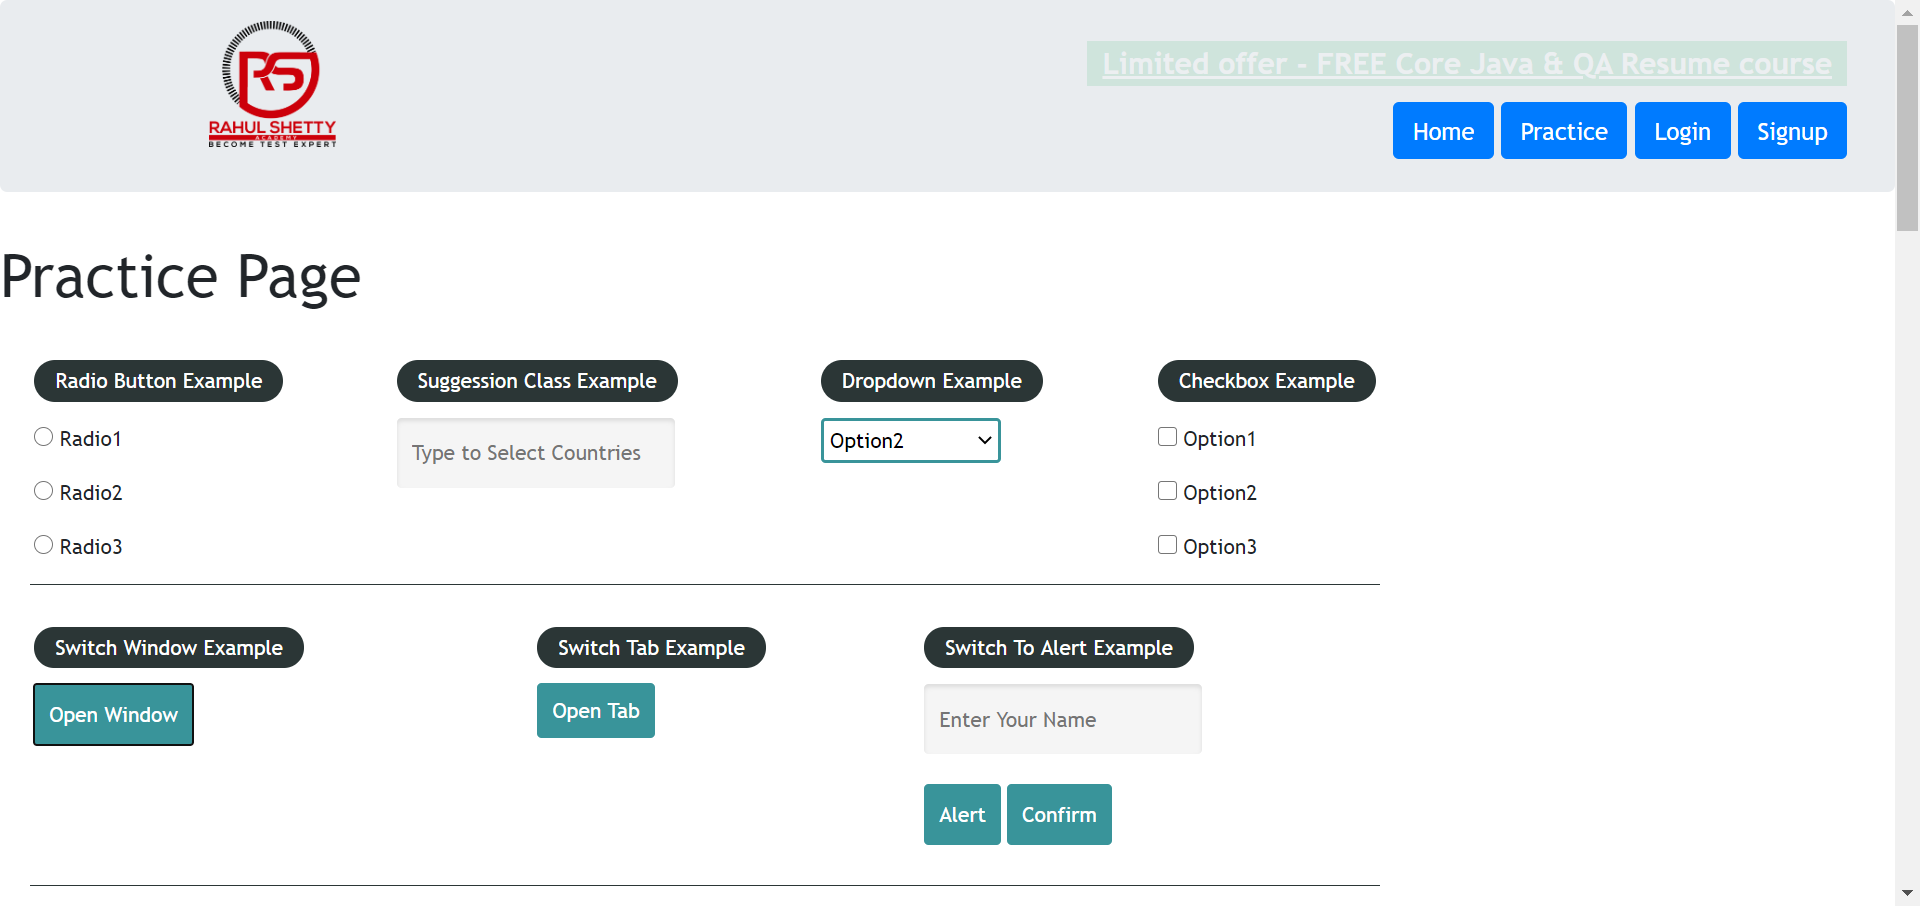 RAHUL SHETTY
ACADEMY
BECOME TEST EXPERT
Limited offer - FREE Core Java & QA Resume course
Home Practice Login Signup
Practice Page
Radio Button Example
Radio1
Radio2
Radio3
Suggession Class Example
Type to Select Countries
Dropdown Example
Option2
Checkbox Example
Option1
Option2
Option3
Switch Window Example
Open Window
Switch Tab Example
Open Tab
Switch To Alert Example
Enter Your Name
Alert Confirm